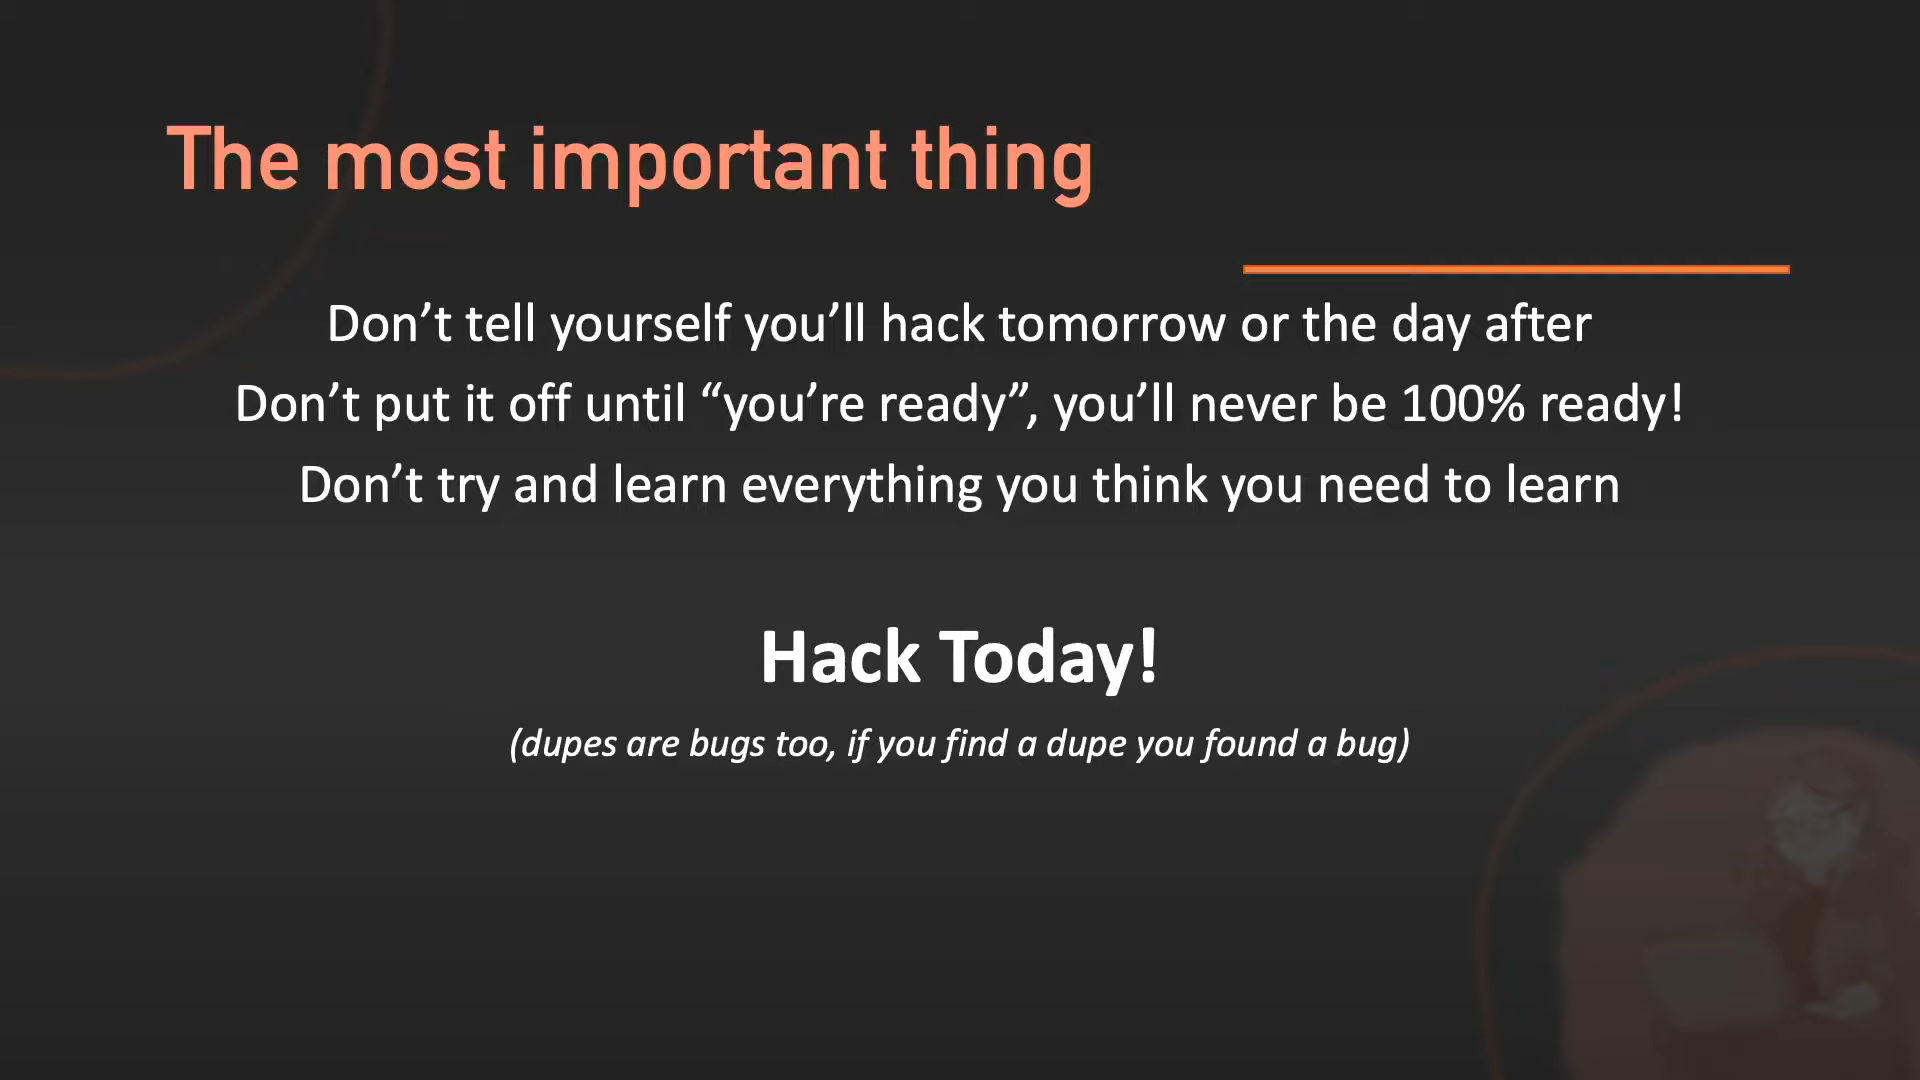 The most important thing
Don’t tell yourself you’ll hack tomorrow or the day after
Don’t put it off until “you’re ready”, you’ll never be 100% ready!
Don’t try and learn everything you think you need to learn
Hack Today!
(dupes are bugs too, if you find a dupe you found a bug)